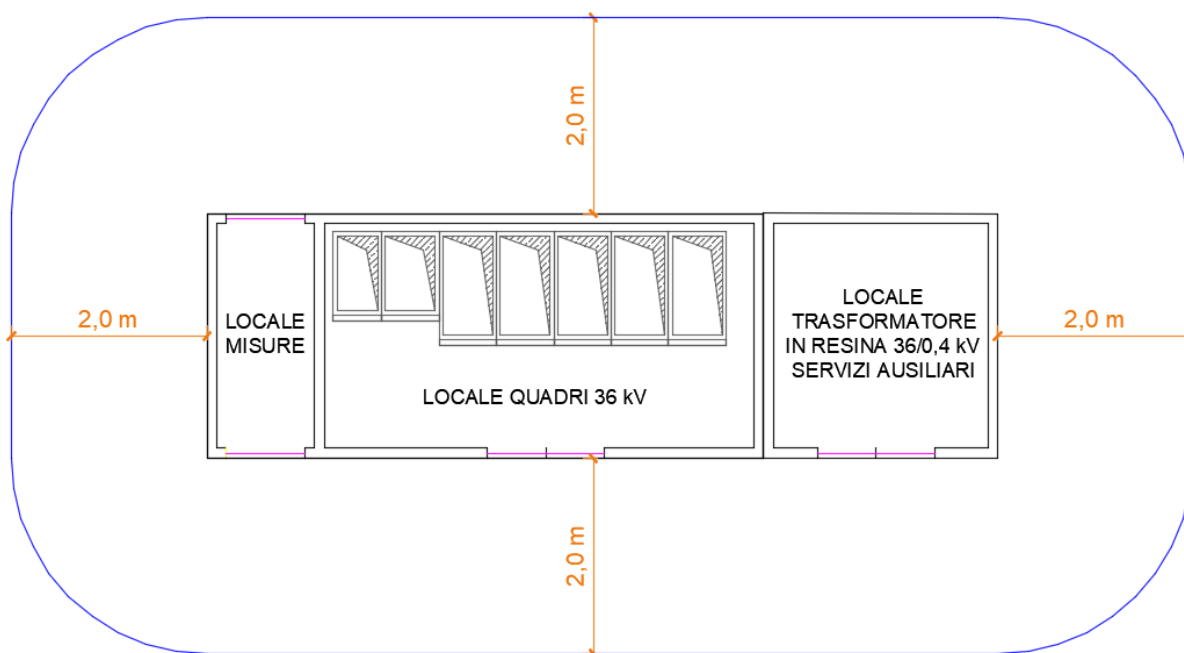 2,0 m
2,0 m
LOCALE
MISURE
LOCALE QUADRI 36 kV
LOCALE
TRASFORMATORE
IN RESINA 36/0,4 kV
SERVIZI AUSILIARI
2,0 m
2,0 m